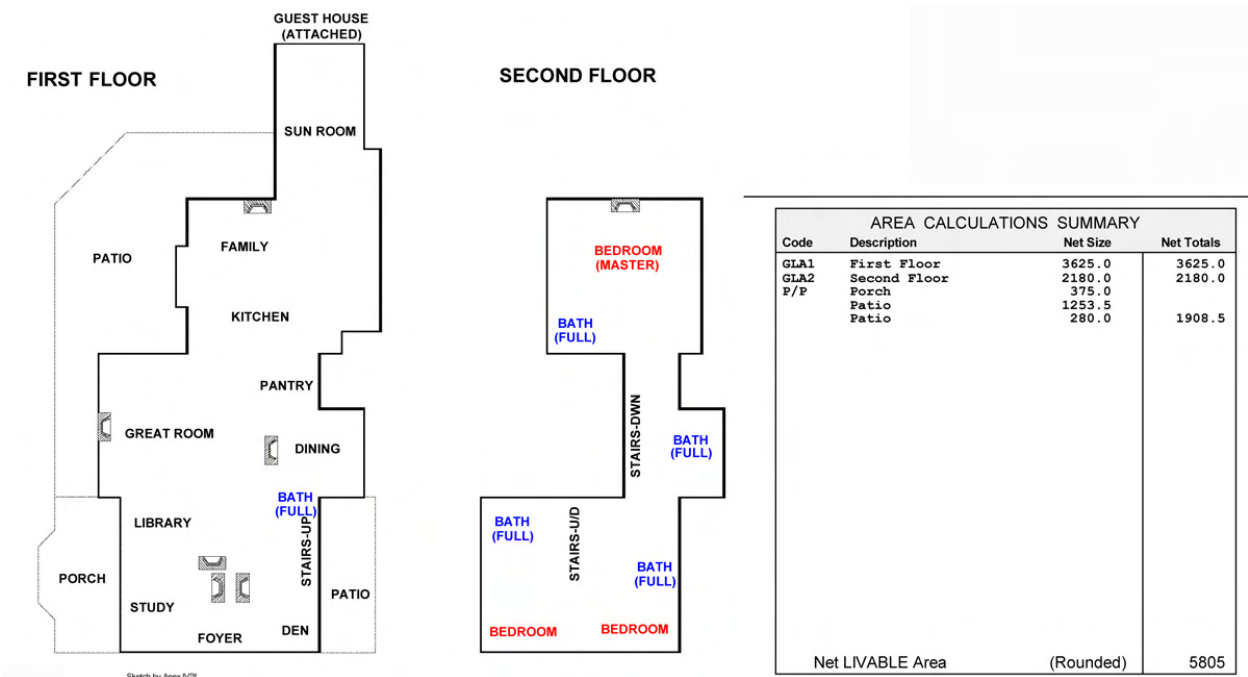 GUEST HOUSE
(ATTACHED)
FIRST FLOOR
SUN ROOM
FAMILY
PATIO
KITCHEN
PANTRY
GREAT ROOM
DINING
BATH
(FULL)
LIBRARY
STAIRS-UP
PORCH
PATIO
STUDY
DEN
FOYER
SECOND FLOOR
BEDROOM
(MASTER)
BATH
(FULL)
STAIRS-DWN
BATH
(FULL)
BATH
(FULL)
STAIRS-U/D
BATH
(FULL)
BEDROOM
BEDROOM
AREA CALCULATIONS SUMMARY
Code Description Net Size Net Totals
GLA1 First Floor 3625.0 3625.0
GLA2 Second Floor 2180.0 2180.0
P/P Porch 375.0
Patio 1253.5
Patio 280.0 1908.5
Net LIVABLE Area (Rounded) 5805
Sketch by Apex